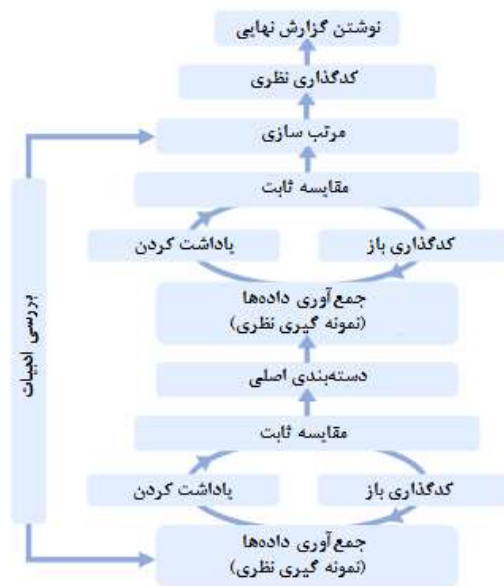 نوشتن گزارش نهایی
کدگذاری نظری
مرتب سازی
مقایسه ثابت
یاداشت کردن
کدگذاری باز
جمع‌آوری داده‌ها
(نمونه گیری نظری)
دسته‌بندی اصلی
مقایسه ثابت
یاداشت کردن
کدگذاری باز
جمع‌آوری داده‌ها
(نمونه گیری نظری)
بررسی ادبیات